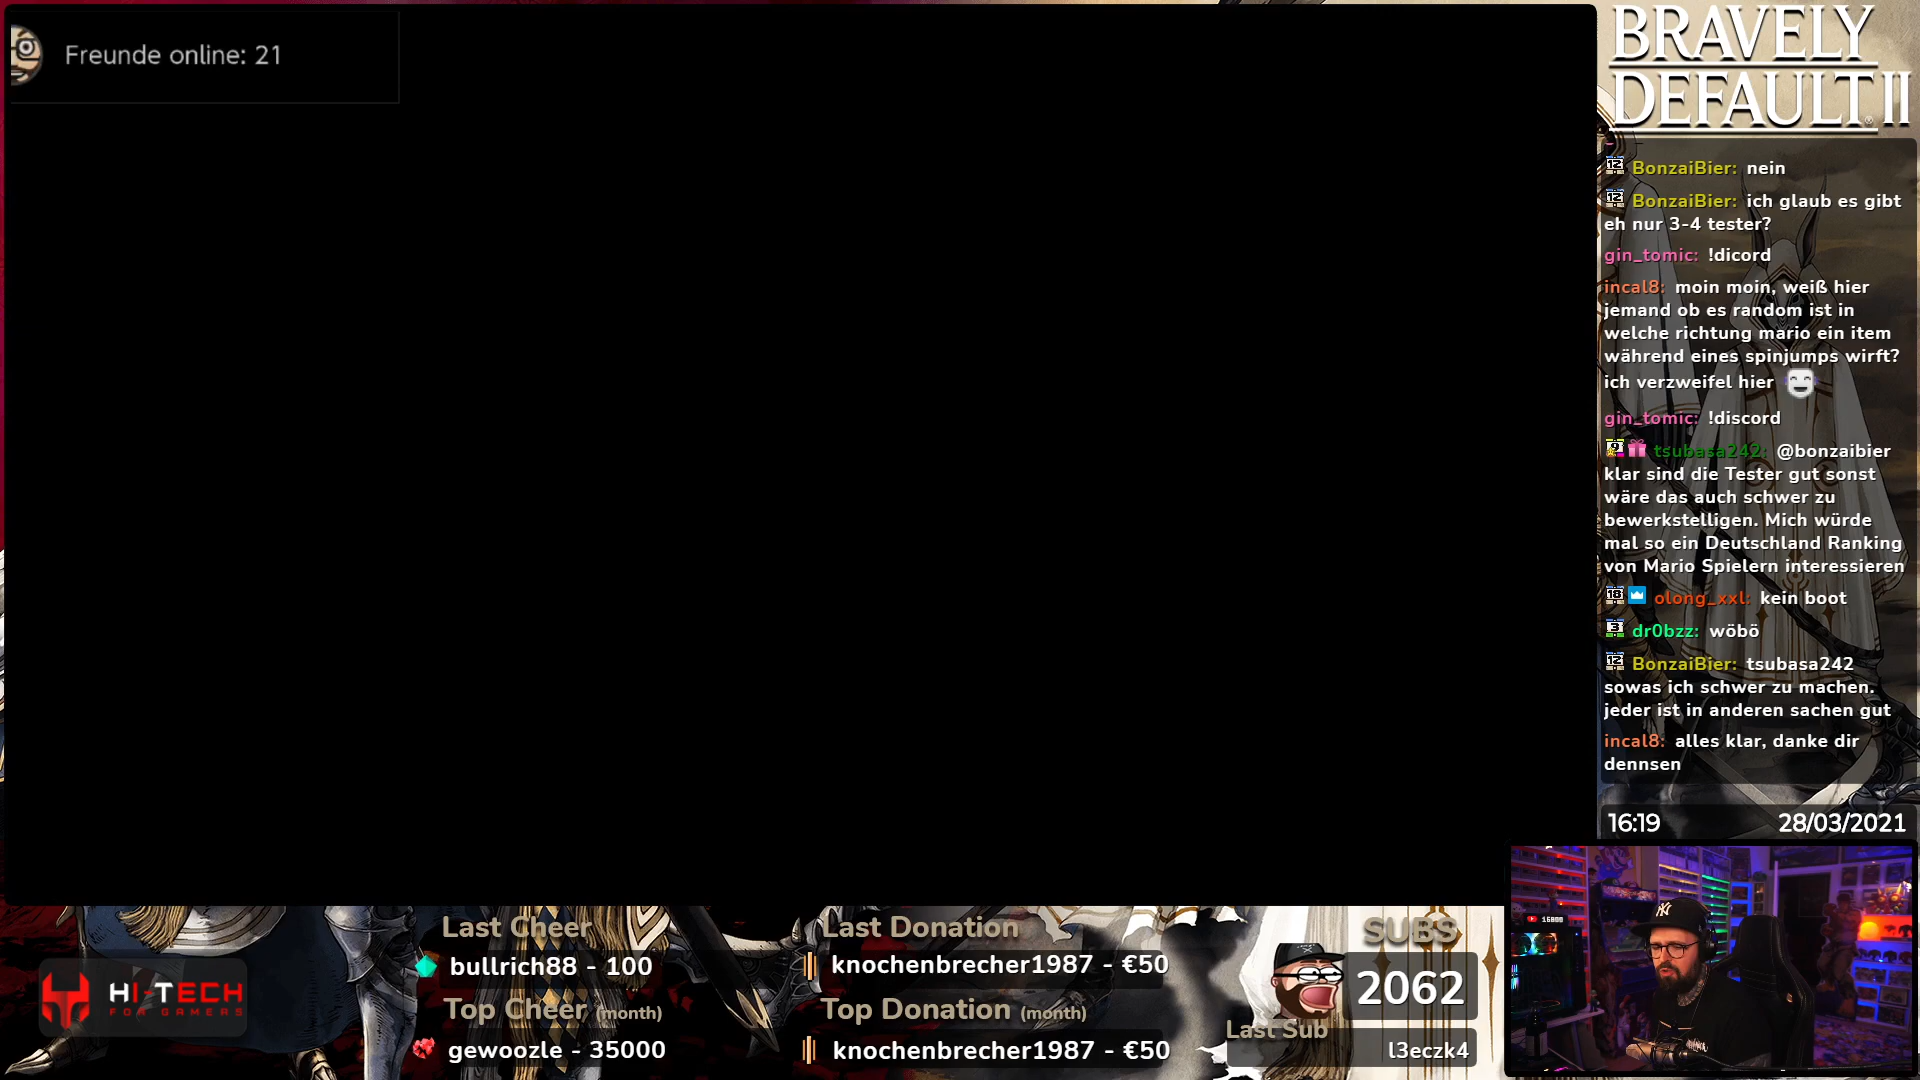 Freunde online: 21
BRAVELY
DEFAULT II
BonzaiBier: nein
BonzaiBier: ich glaub es gibt
eh nur 3-4 tester?
gin_tomic: !dicord
incal8: moin moin, weiß hier
jemand ob es random ist in
welche richtung mario ein item
während eines spinjumps wirft?
ich verzweifel hier
gin_tomic: !discord
tsubasa242: @bonzaibier
klar sind die Tester gut sonst
wäre das auch schwer zu
bewerkstelligen. Mich würde
mal so ein Deutschland Ranking
von Mario Spielern interessieren
olong_xxl: kein boot
dr0bzz: wöbö
BonzaiBier: tsubasa242
sowas ich schwer zu machen.
jeder ist in anderen sachen gut
incal8: alles klar, danke dir
dennsen
16:19 28/03/2021
Last Cheer
bullrich88 - 100
Top Cheer (month)
gewoozle - 35000
Last Donation
knochenbrecher1987 - €50
Top Donation (month)
knochenbrecher1987 - €50
SUBS
2062
Last Sub
l3eczk4
HI-TECH
FOR GAMERS